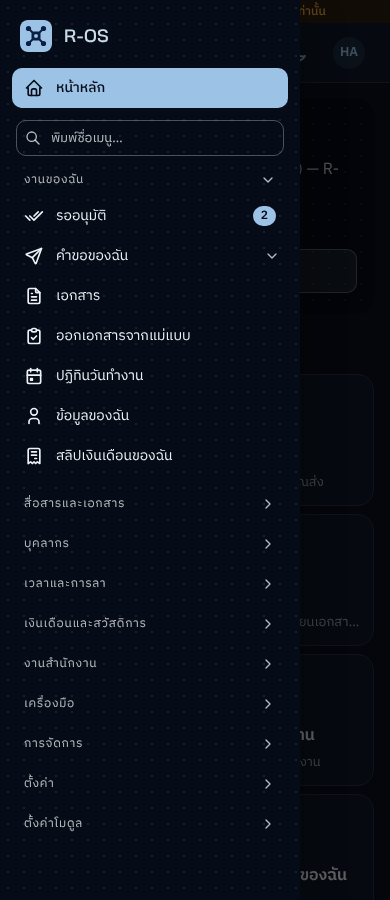 R-OS
หน้าหลัก
พิมพ์ชื่อเมนู...
งานของฉัน
รออนุมัติ 2
คำขอของฉัน
เอกสาร
ออกเอกสารจากแม่แบบ
ปฏิทินวันทำงาน
ข้อมูลของฉัน
สลิปเงินเดือนของฉัน
สื่อสารและเอกสาร
บุคลากร
เวลาและการลา
เงินเดือนและสวัสดิการ
งานสำนักงาน
เครื่องมือ
การจัดการ
ตั้งค่า
ตั้งค่าโมดูล
HA
) — R-
ของฉัน